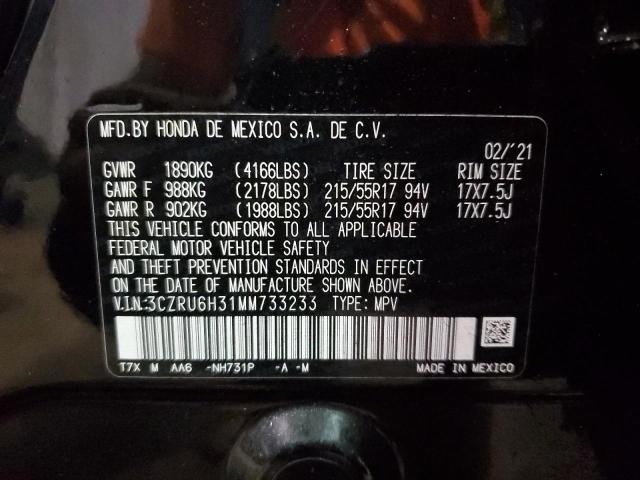 MFD.BY HONDA DE MEXICO S.A. DE C.V.
02/'21
GVWR 1890KG (4166LBS) TIRE SIZE RIM SIZE
GAWR F 988KG (2178LBS) 215/55R17 94V 17X7.5J
GAWR R 902KG (1988LBS) 215/55R17 94V 17X7.5J
THIS VEHICLE CONFORMS TO ALL APPLICABLE
FEDERAL MOTOR VEHICLE SAFETY
AND THEFT PREVENTION STANDARDS IN EFFECT
ON THE DATE OF MANUFACTURE SHOWN ABOVE.
V.I.N:3CZRU6H31MM733233 TYPE: MPV
T7X M AA6 -NH731P -A -M MADE IN MEXICO